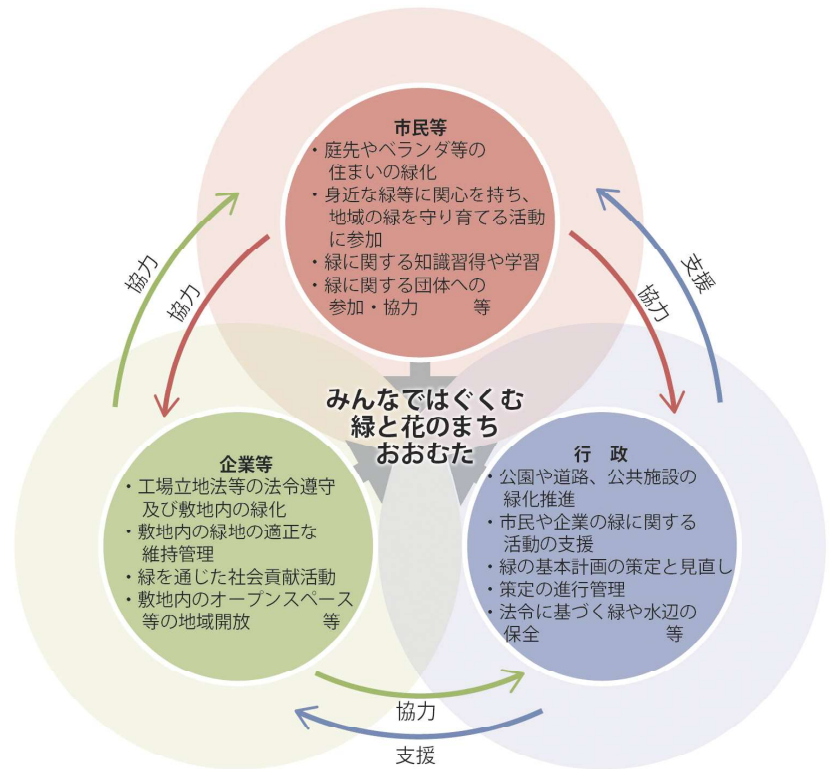 市民等
・庭先やベランダ等の
住まいの緑化
・身近な緑等に関心を持ち、
地域の緑を守り育てる活動
に参加
・緑に関する知識習得や学習
・緑に関する団体への
参加・協力 等
協力
協力
支援
協力
みんなではぐくむ
緑と花のまち
おおむた
企業等
・工場立地法等の法令遵守
及び敷地内の緑化
・敷地内の緑地の適正な
維持管理
・緑を通じた社会貢献活動
・敷地内のオープンスペース
等の地域開放 等
行 政
・公園や道路、公共施設の
緑化推進
・市民や企業の緑に関する
活動の支援
・緑の基本計画の策定と見直し
・策定の進行管理
・法令に基づく緑や水辺の
保全 等
協力
支援